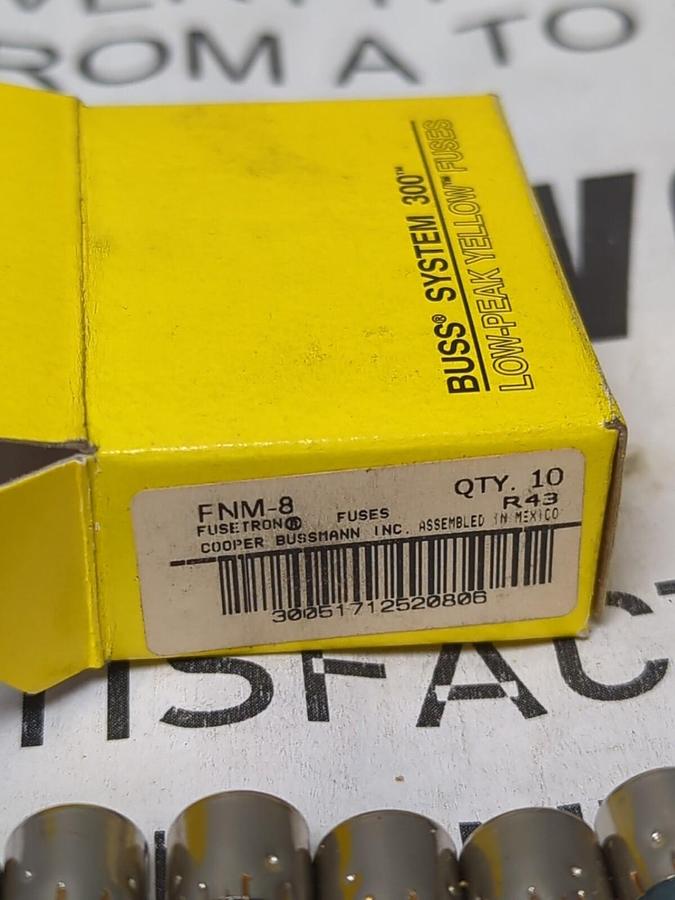 ROM A TO
BUSS® SYSTEM 300™
LOW-PEAK YELLOW™ FUSES
FNM-8 QTY. 10
FUSETRON® FUSES R43
COOPER BUSSMANN INC. ASSEMBLED IN MEXICO
30051712520806
TISFACT